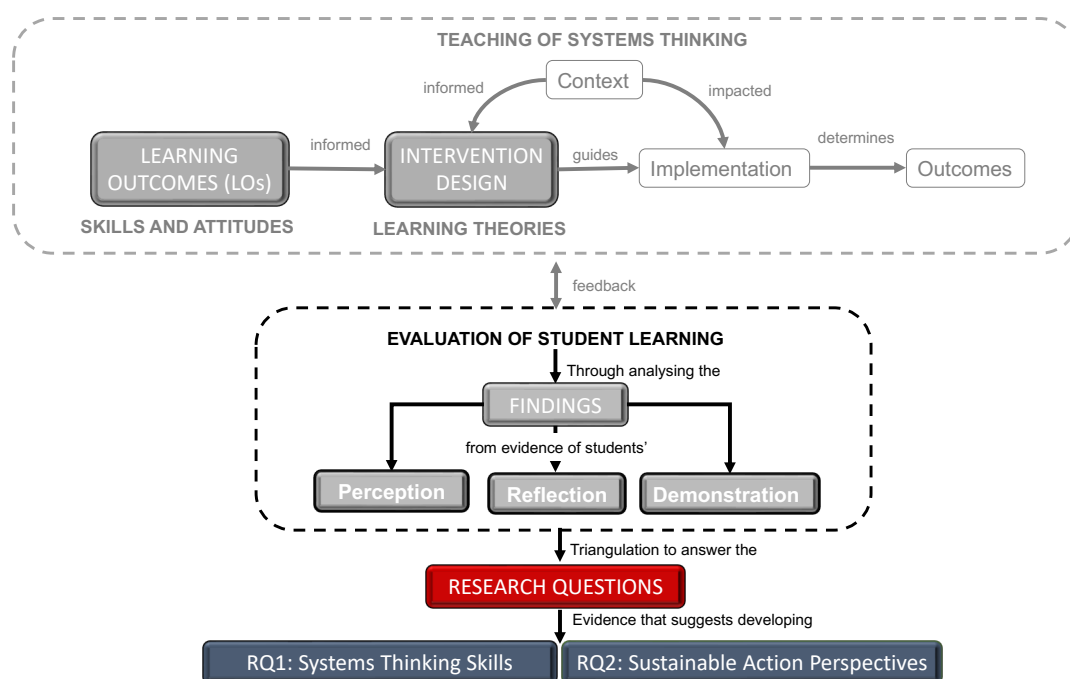 TEACHING OF SYSTEMS THINKING
informed
Context
impacted
LEARNING
OUTCOMES (LOs)
informed
INTERVENTION
DESIGN
guides
Implementation
determines
Outcomes
SKILLS AND ATTITUDES
LEARNING THEORIES
feedback
EVALUATION OF STUDENT LEARNING
Through analysing the
FINDINGS
from evidence of students’
Perception
Reflection
Demonstration
Triangulation to answer the
RESEARCH QUESTIONS
Evidence that suggests developing
RQ1: Systems Thinking Skills
RQ2: Sustainable Action Perspectives